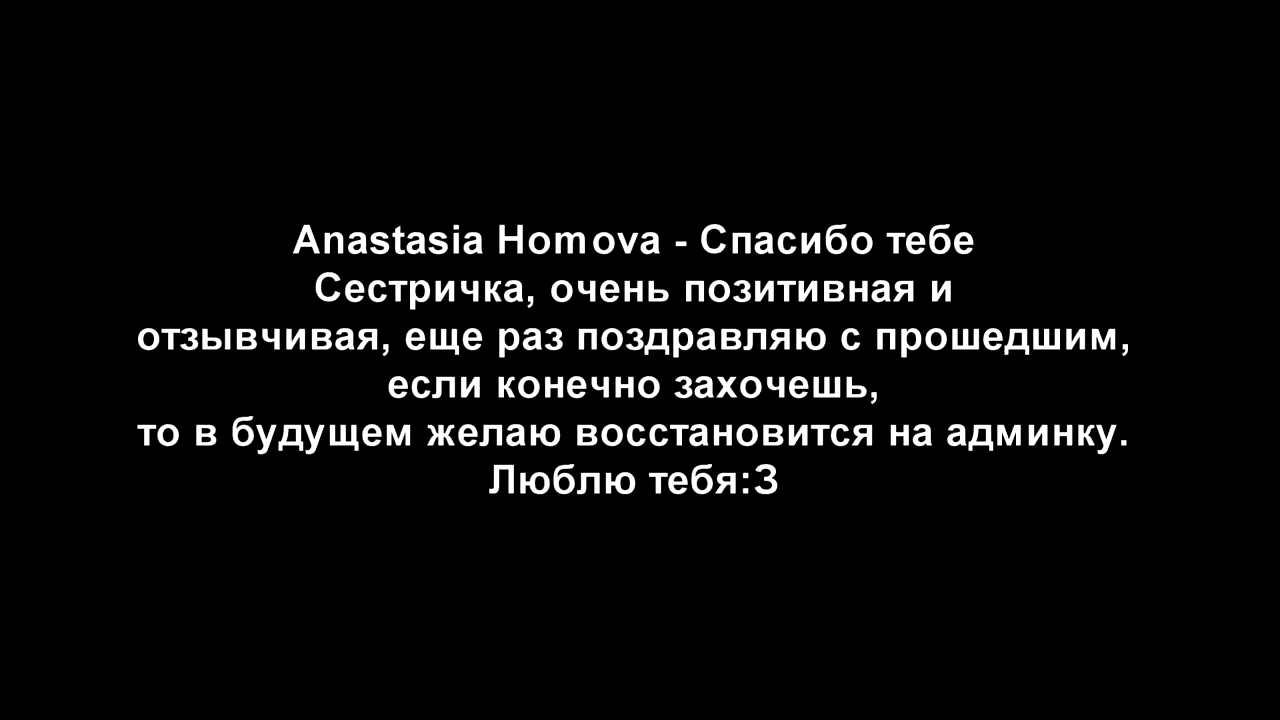 Anastasia Homova - Спасибо тебе
Сестричка, очень позитивная и
отзывчивая, еще раз поздравляю с прошедшим,
если конечно захочешь,
то в будущем желаю восстановится на админку.
Люблю тебя:З